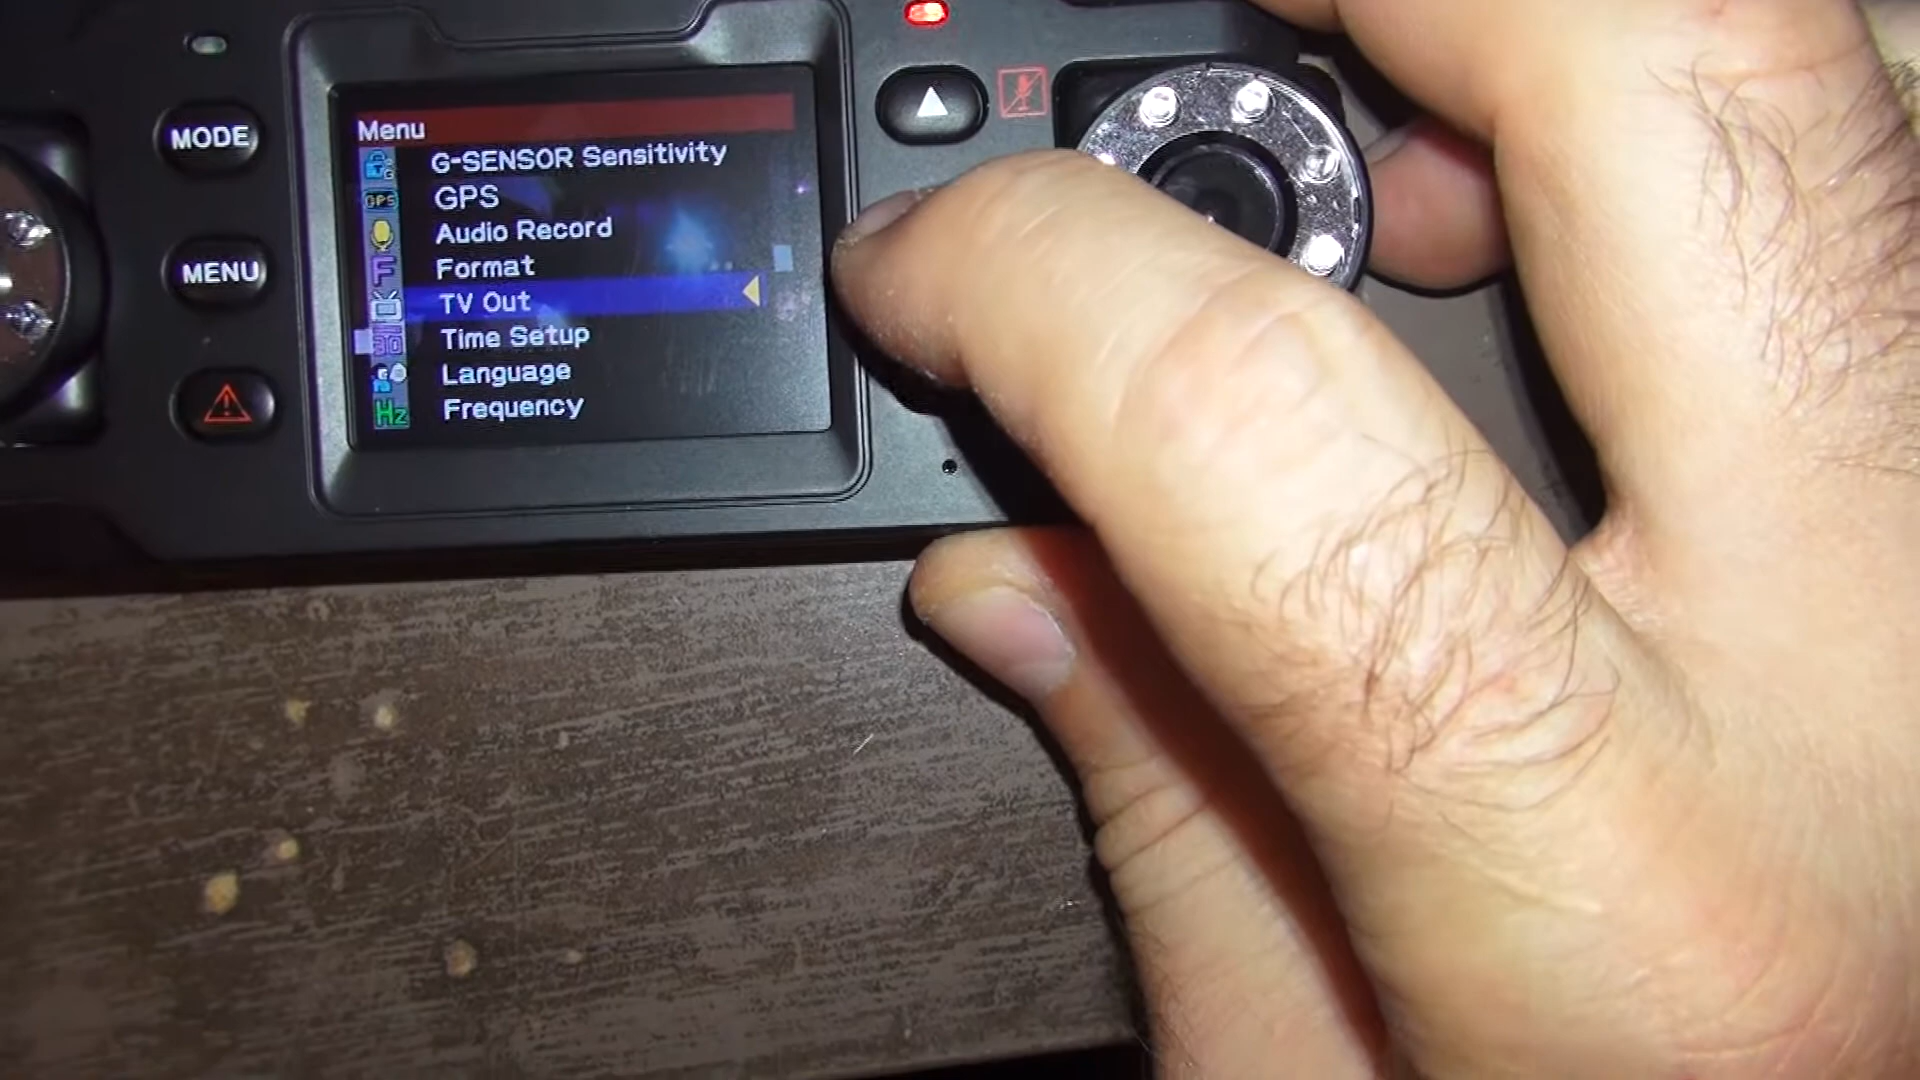 MODE
MENU
Menu
G-SENSOR Sensitivity
GPS
GPS
Audio Record
F
Format
TV Out
30
Time Setup
Language
Hz
Frequency